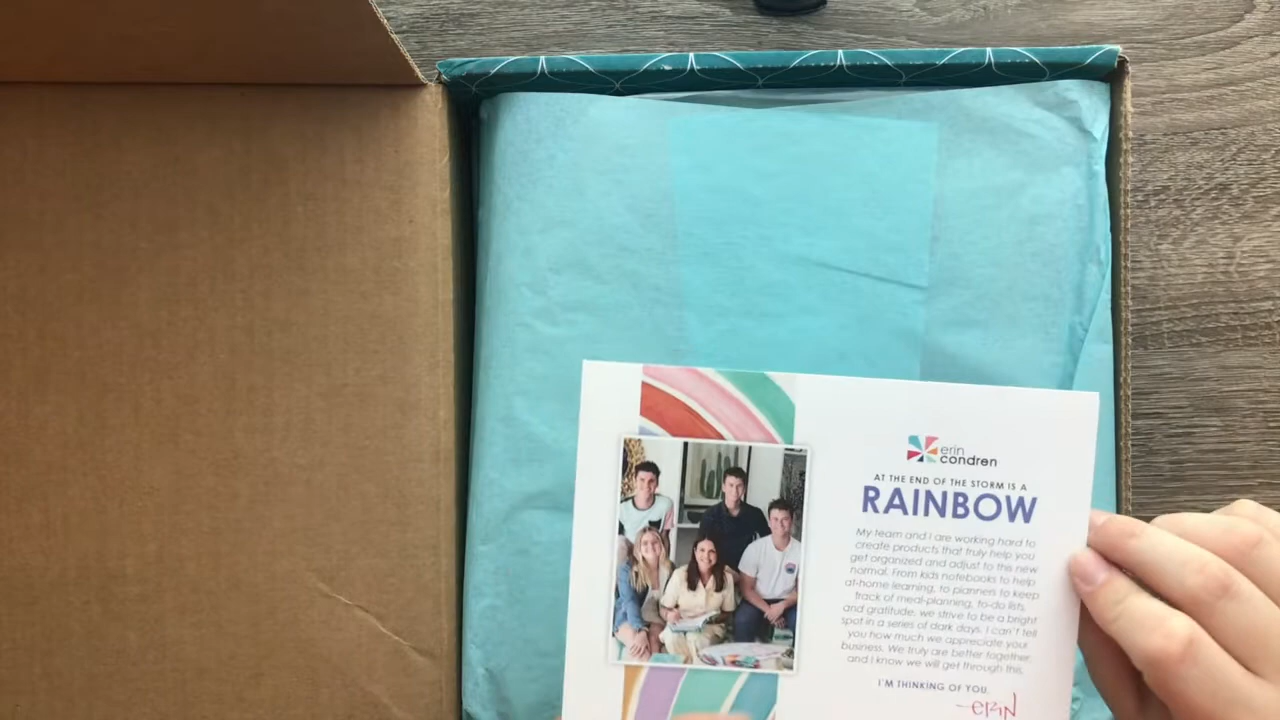 erin
condren
AT THE END OF THE STORM IS A
RAINBOW
My team and I are working hard to
create products that truly help you
get organized and adjust to this new
normal. From kids notebooks to help
at-home learning, to planners to keep
track of meal-planning, to-do lists,
and gratitude, we strive to be a bright
spot in a series of dark days. I can't tell
you how much we appreciate your
business. We truly are better together,
and I know we will get through this.
I'M THINKING OF YOU,
erin